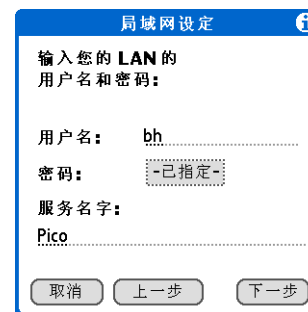 局域网设定
输入您的 LAN 的
用户名和密码:
用户名: bh
密码: -已指定-
服务名字:
Pico
取消 上一步 下一步